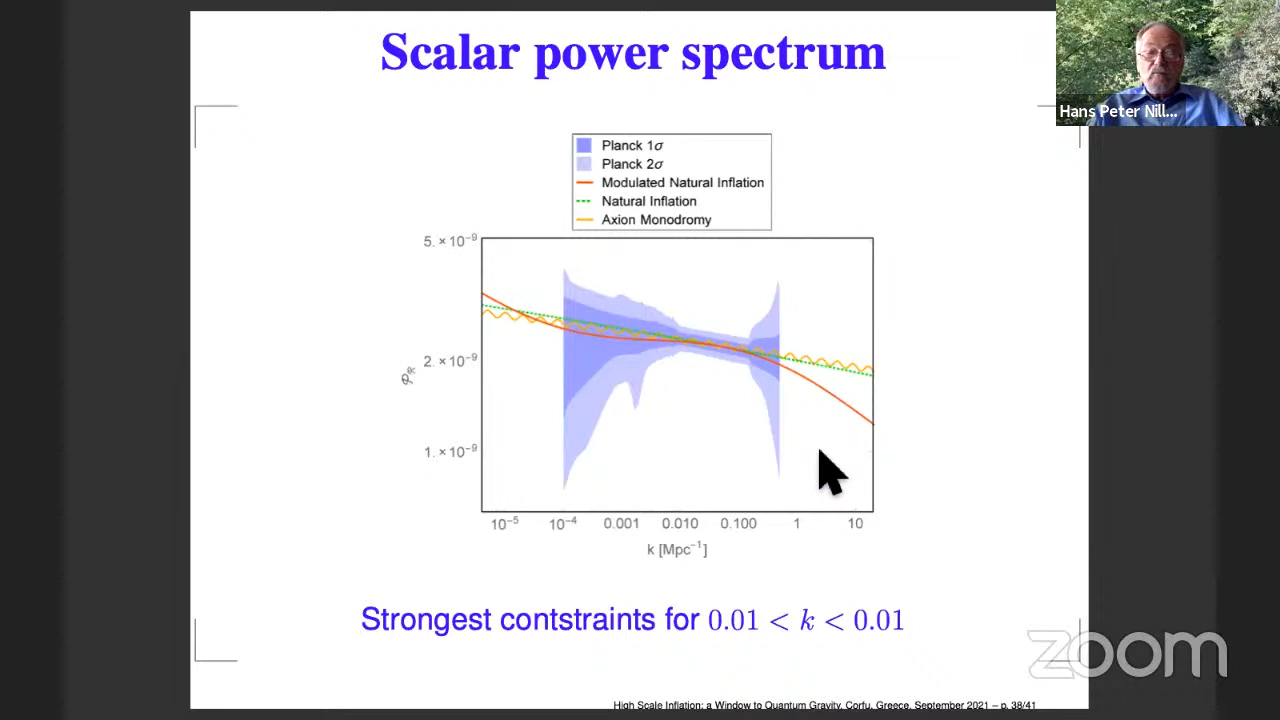 Scalar power spectrum
Hans Peter Nill...
Planck 1σ
Planck 2σ
Modulated Natural Inflation
Natural Inflation
Axion Monodromy
5. × 10⁻⁹
2. × 10⁻⁹
1. × 10⁻⁹
𝒫_ℛ
10⁻⁵ 10⁻⁴ 0.001 0.010 0.100 1 10
k [Mpc⁻¹]
Strongest contstraints for 0.01 < k < 0.01
zoom
High Scale Inflation: a Window to Quantum Gravity, Corfu, Greece, September 2021 – p. 38/41